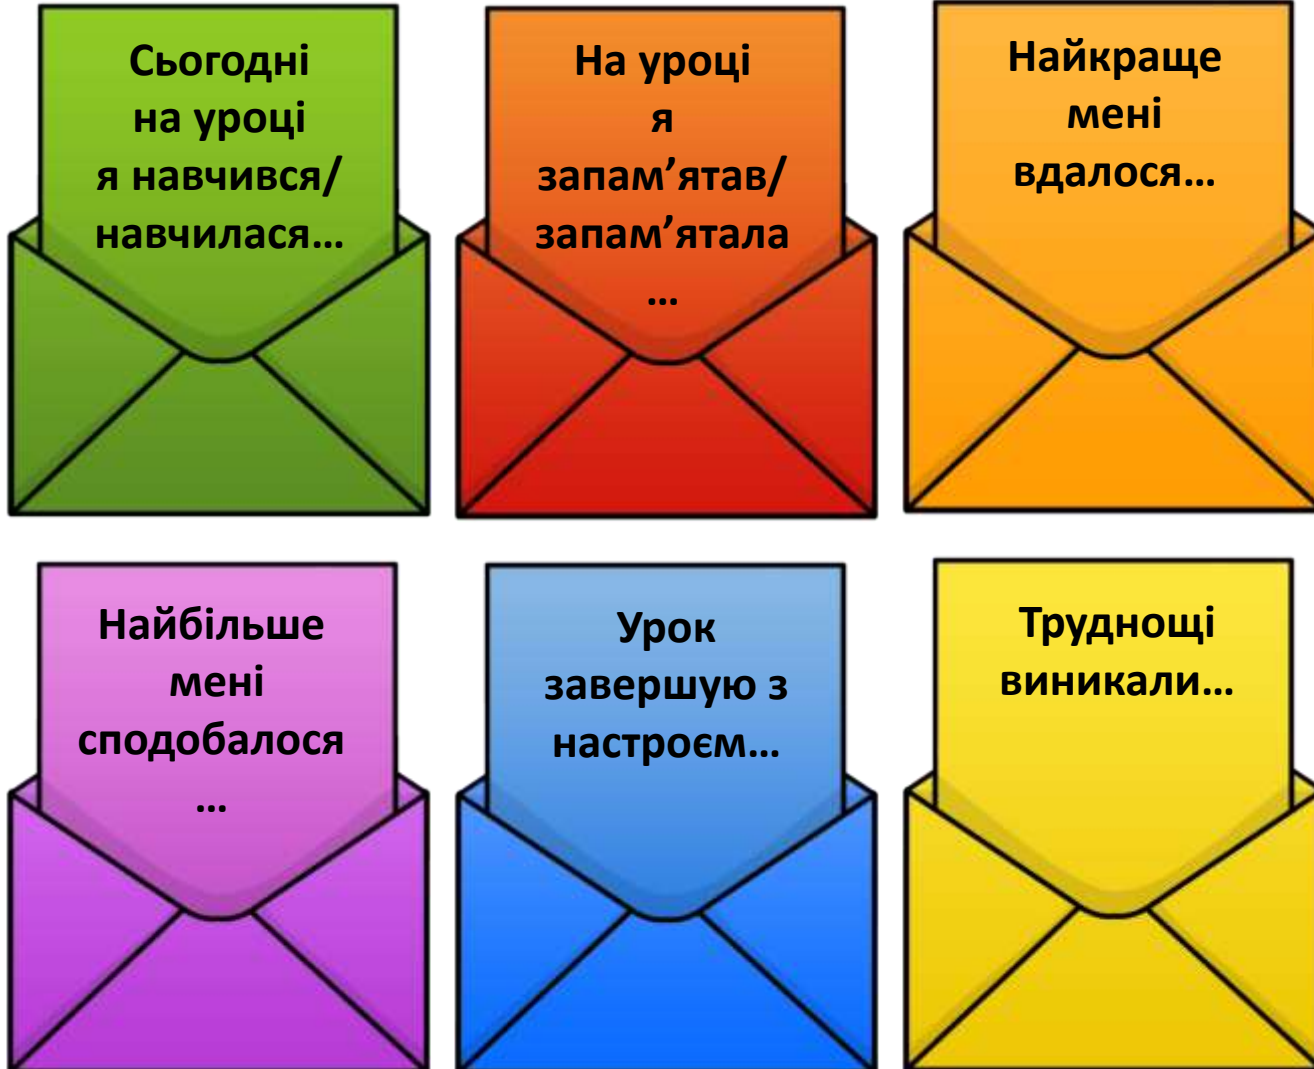 Сьогодні
на уроці
я навчився/
навчилася...
На уроці
я
запам’ятав/
запам’ятала
...
Найкраще
мені
вдалося...
Найбільше
мені
сподобалося
...
Урок
завершую з
настроєм...
Труднощі
виникали...